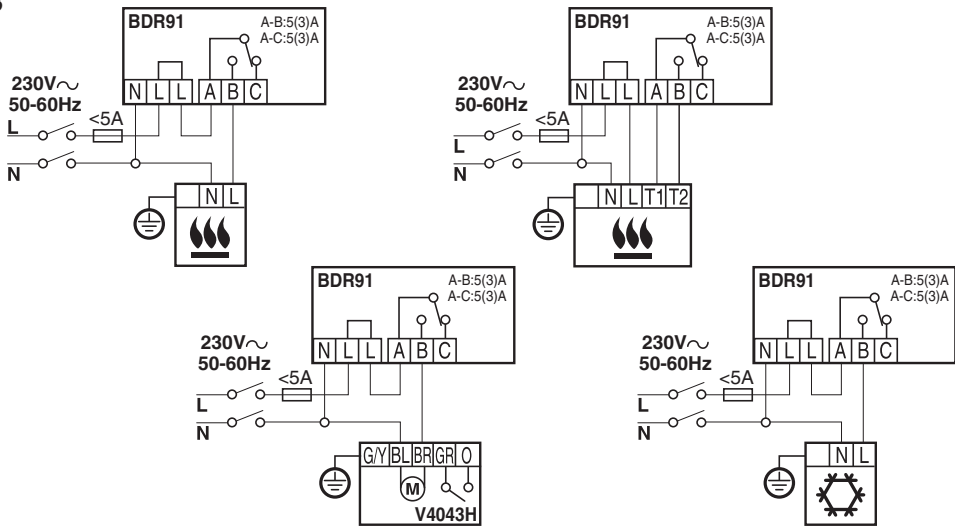 BDR91
A-B:5(3)A
A-C:5(3)A
N L L A B C
230V~
50-60Hz
<5A
L
N
N L
BDR91
A-B:5(3)A
A-C:5(3)A
N L L A B C
230V~
50-60Hz
<5A
L
N
N L T1 T2
BDR91
A-B:5(3)A
A-C:5(3)A
N L L A B C
230V~
50-60Hz
<5A
L
N
G/Y BL BR GR O
M
V4043H
BDR91
A-B:5(3)A
A-C:5(3)A
N L L A B C
230V~
50-60Hz
<5A
L
N
N L